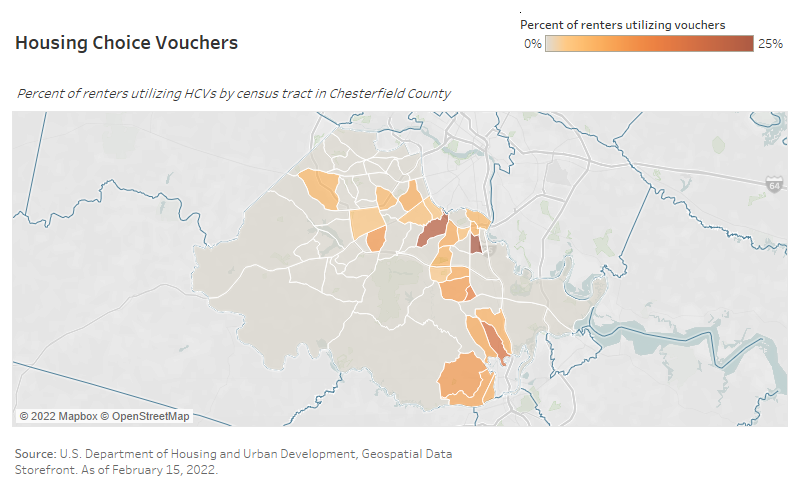 Percent of renters utilizing vouchers
Housing Choice Vouchers
0%
25%
Percent of renters utilizing HCVs by census tract in Chesterfield County
64
© 2022 Mapbox © OpenStreetMap
Source: U.S. Department of Housing and Urban Development, Geospatial Data
Storefront. As of February 15, 2022.